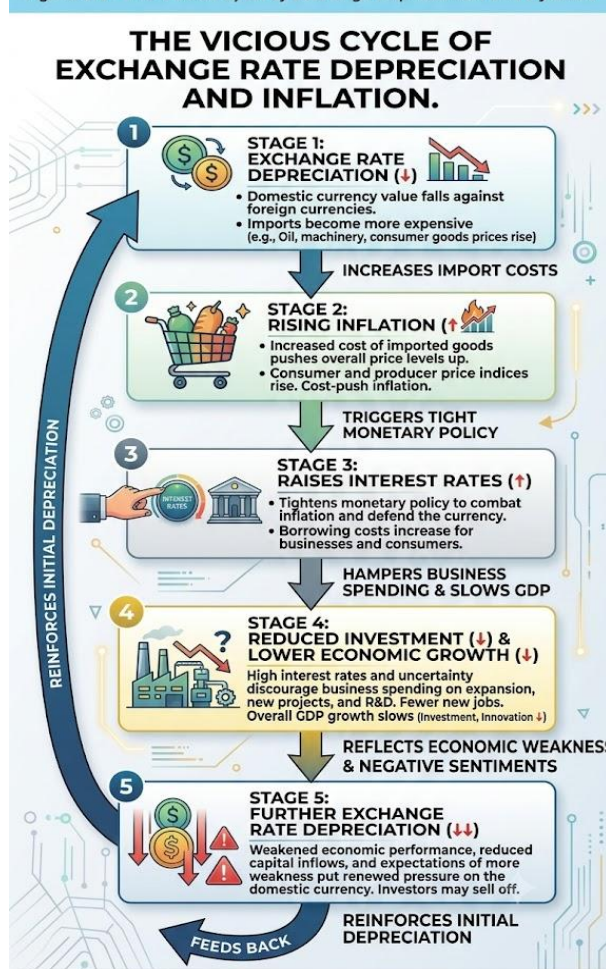 THE VICIOUS CYCLE OF
EXCHANGE RATE DEPRECIATION
AND INFLATION.
1
STAGE 1:
EXCHANGE RATE
DEPRECIATION (↓)
• Domestic currency value falls against
foreign currencies.
• Imports become more expensive
(e.g., Oil, machinery, consumer goods prices rise)
INCREASES IMPORT COSTS
2
STAGE 2:
RISING INFLATION (↑
• Increased cost of imported goods
pushes overall price levels up.
• Consumer and producer price indices
rise. Cost-push inflation.
TRIGGERS TIGHT
MONETARY POLICY
3
INTEREST
RATES
STAGE 3:
RAISES INTEREST RATES (↑)
• Tightens monetary policy to combat
inflation and defend the currency.
• Borrowing costs increase for
businesses and consumers.
HAMPERS BUSINESS
SPENDING & SLOWS GDP
4
?
STAGE 4:
REDUCED INVESTMENT (↓) &
LOWER ECONOMIC GROWTH (↓)
High interest rates and uncertainty
discourage business spending on expansion,
new projects, and R&D. Fewer new jobs.
Overall GDP growth slows (Investment, Innovation ↓)
REFLECTS ECONOMIC WEAKNESS
& NEGATIVE SENTIMENTS
5
STAGE 5:
FURTHER EXCHANGE
RATE DEPRECIATION (↓↓)
Weakened economic performance, reduced
capital inflows, and expectations of more
weakness put renewed pressure on the
domestic currency. Investors may sell off.
REINFORCES INITIAL
DEPRECIATION
FEEDS BACK
REINFORCES INITIAL DEPRECIATION